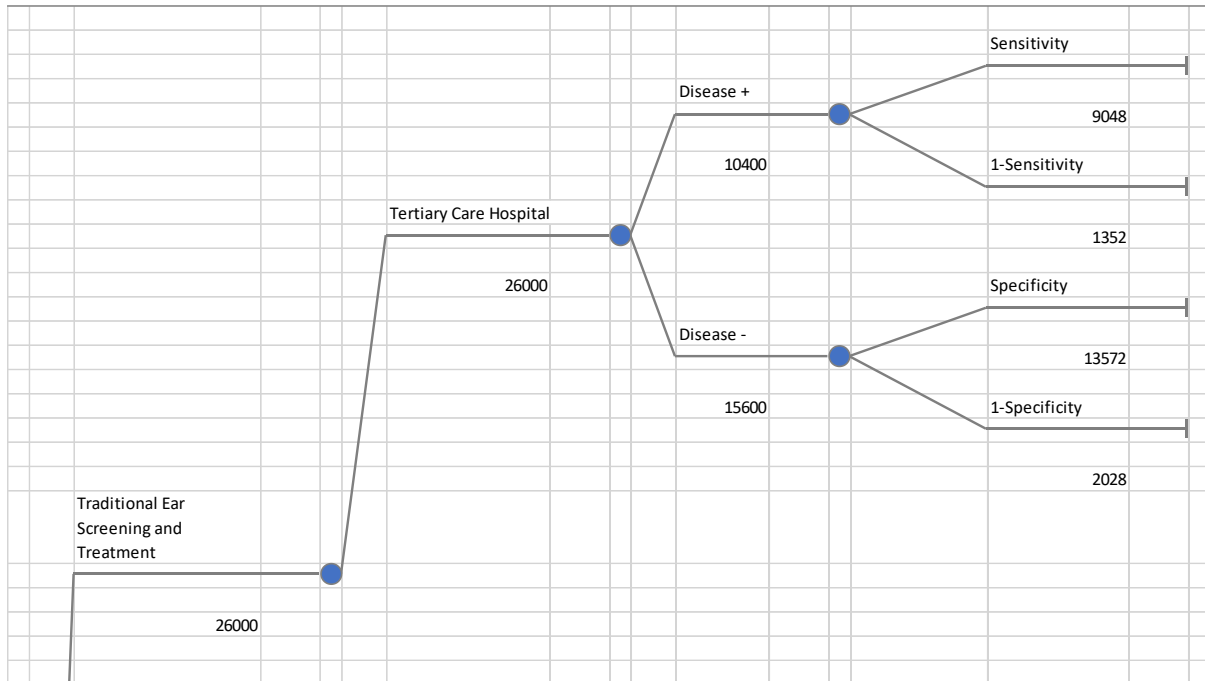 Sensitivity
Disease +
9048
10400
1-Sensitivity
Tertiary Care Hospital
1352
26000
Specificity
Disease -
13572
15600
1-Specificity
2028
Traditional Ear
Screening and
Treatment
26000